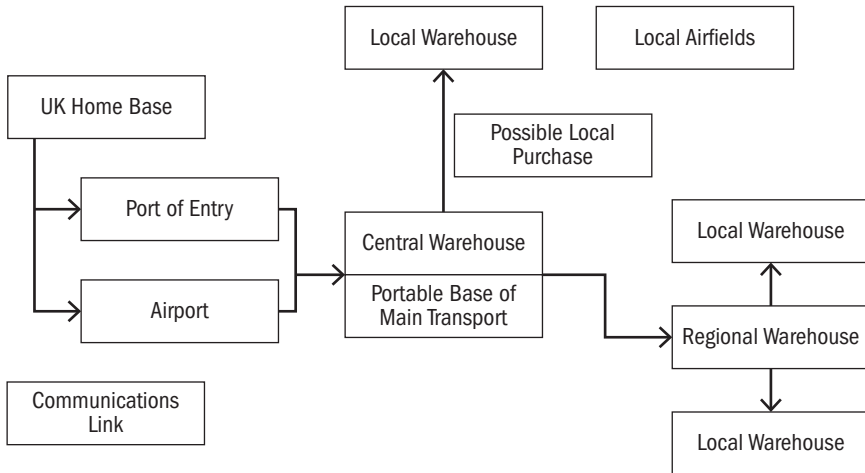 Local Warehouse
Local Airfields
UK Home Base
Possible Local
Purchase
Port of Entry
Central Warehouse
Local Warehouse
Portable Base of
Main Transport
Airport
Regional Warehouse
Communications
Link
Local Warehouse